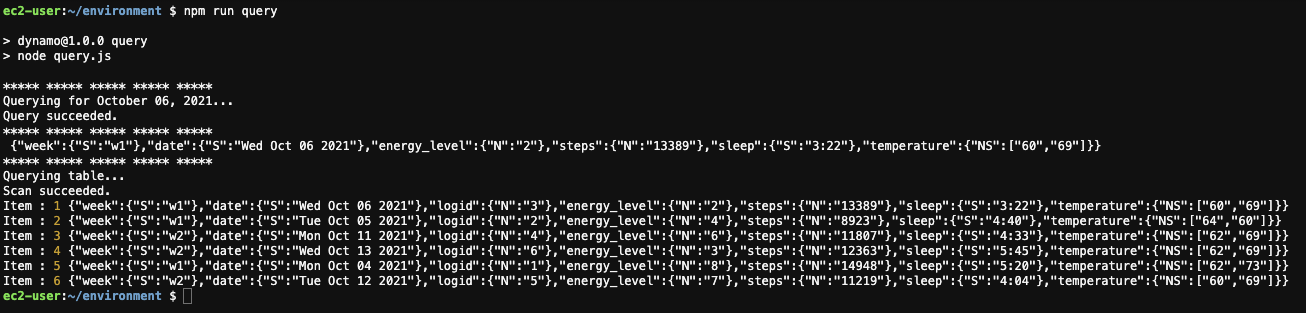 ec2-user:~/environment $ npm run query
> dynamo@1.0.0 query
> node query.js
***** ***** ***** ***** *****
Querying for October 06, 2021...
Query succeeded.
***** ***** ***** ***** *****
{"week":{"S":"w1"},"date":{"S":"Wed Oct 06 2021"},"energy_level":{"N":"2"},"steps":{"N":"13389"},"sleep":{"S":"3:22"},"temperature":{"NS":["60","69"]}}
***** ***** ***** ***** *****
Querying table...
Scan succeeded.
Item : 1 {"week":{"S":"w1"},"date":{"S":"Wed Oct 06 2021"},"logid":{"N":"3"},"energy_level":{"N":"2"},"steps":{"N":"13389"},"sleep":{"S":"3:22"},"temperature":{"NS":["60","69"]}}
Item : 2 {"week":{"S":"w1"},"date":{"S":"Tue Oct 05 2021"},"logid":{"N":"2"},"energy_level":{"N":"4"},"steps":{"N":"8923"},"sleep":{"S":"4:40"},"temperature":{"NS":["64","60"]}}
Item : 3 {"week":{"S":"w2"},"date":{"S":"Mon Oct 11 2021"},"logid":{"N":"4"},"energy_level":{"N":"6"},"steps":{"N":"11807"},"sleep":{"S":"4:33"},"temperature":{"NS":["62","69"]}}
Item : 4 {"week":{"S":"w2"},"date":{"S":"Wed Oct 13 2021"},"logid":{"N":"6"},"energy_level":{"N":"3"},"steps":{"N":"12363"},"sleep":{"S":"5:45"},"temperature":{"NS":["62","69"]}}
Item : 5 {"week":{"S":"w1"},"date":{"S":"Mon Oct 04 2021"},"logid":{"N":"1"},"energy_level":{"N":"8"},"steps":{"N":"14948"},"sleep":{"S":"5:20"},"temperature":{"NS":["62","73"]}}
Item : 6 {"week":{"S":"w2"},"date":{"S":"Tue Oct 12 2021"},"logid":{"N":"5"},"energy_level":{"N":"7"},"steps":{"N":"11219"},"sleep":{"S":"4:04"},"temperature":{"NS":["60","69"]}}
ec2-user:~/environment $